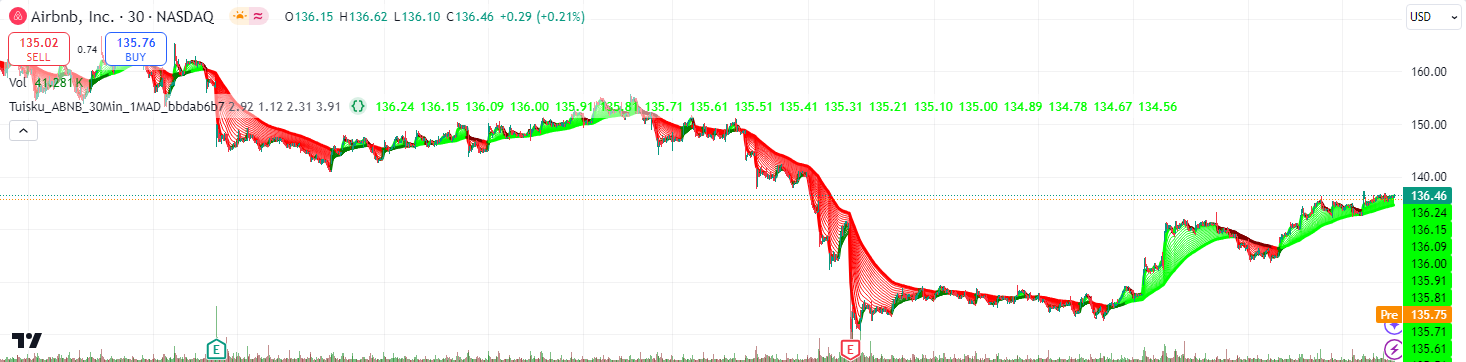 Airbnb, Inc. · 30 · NASDAQ O136.15 H136.62 L136.10 C136.46 +0.29 (+0.21%)
USD
135.02 SELL 0.74 135.76 BUY
Vol 41.281K
Tuisku_ABNB_30Min_1MAD_bbdab6b7 2.92 1.12 2.31 3.91 136.24 136.15 136.09 136.00 135.91 135.81 135.71 135.61 135.51 135.41 135.31 135.21 135.10 135.00 134.89 134.78 134.67 134.56
160.00
150.00
140.00
136.46
136.24
136.15
136.09
136.00
135.91
135.81
Pre 135.75
135.71
135.61
E
E